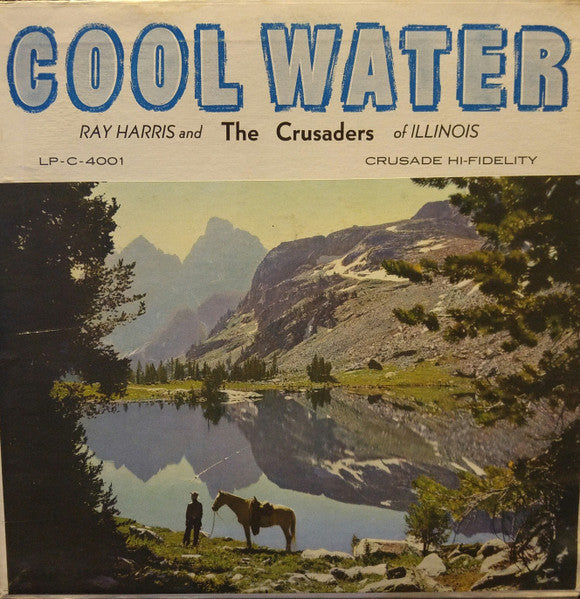 COOL WATER
RAY HARRIS and The Crusaders of ILLINOIS
LP-C-4001 CRUSADE HI-FIDELITY